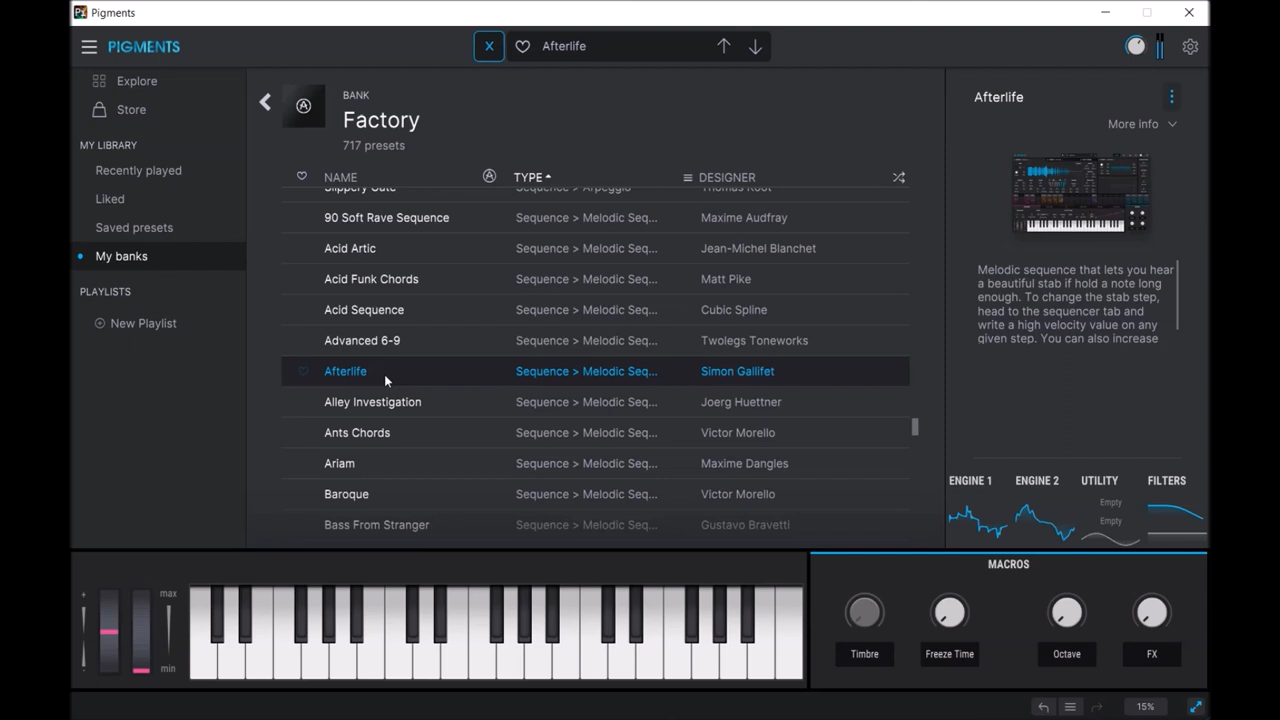 Pigments
PIGMENTS
X
Afterlife
Explore
Store
MY LIBRARY
Recently played
Liked
Saved presets
My banks
PLAYLISTS
New Playlist
BANK
Factory
717 presets
NAME TYPE DESIGNER
Slippery Gate Sequence > Arpeggio Thomas Koot
90 Soft Rave Sequence Sequence > Melodic Seq... Maxime Audfray
Acid Artic Sequence > Melodic Seq... Jean-Michel Blanchet
Acid Funk Chords Sequence > Melodic Seq... Matt Pike
Acid Sequence Sequence > Melodic Seq... Cubic Spline
Advanced 6-9 Sequence > Melodic Seq... Twolegs Toneworks
Afterlife Sequence > Melodic Seq... Simon Gallifet
Alley Investigation Sequence > Melodic Seq... Joerg Huettner
Ants Chords Sequence > Melodic Seq... Victor Morello
Ariam Sequence > Melodic Seq... Maxime Dangles
Baroque Sequence > Melodic Seq... Victor Morello
Bass From Stranger Sequence > Melodic Seq... Gustavo Bravetti
Afterlife
More info
Melodic sequence that lets you hear
a beautiful stab if hold a note long
enough. To change the stab step,
head to the sequencer tab and
write a high velocity value on any
given step. You can also increase
ENGINE 1 ENGINE 2 UTILITY FILTERS
Empty
Empty
+
-
max
min
MACROS
Timbre
Freeze Time
Octave
FX
15%